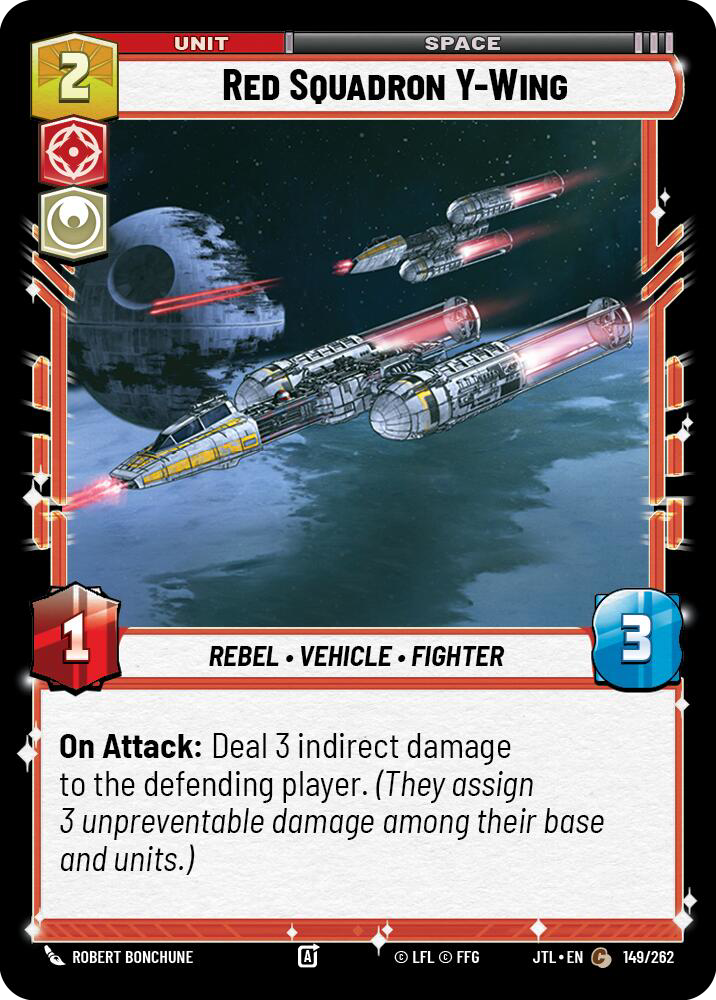 UNIT
SPACE
2
RED SQUADRON Y-WING
1
REBEL • VEHICLE • FIGHTER
3
On Attack: Deal 3 indirect damage
to the defending player. (They assign
3 unpreventable damage among their base
and units.)
ROBERT BONCHUNE
A
© LFL © FFG
JTL • EN
C
149/262